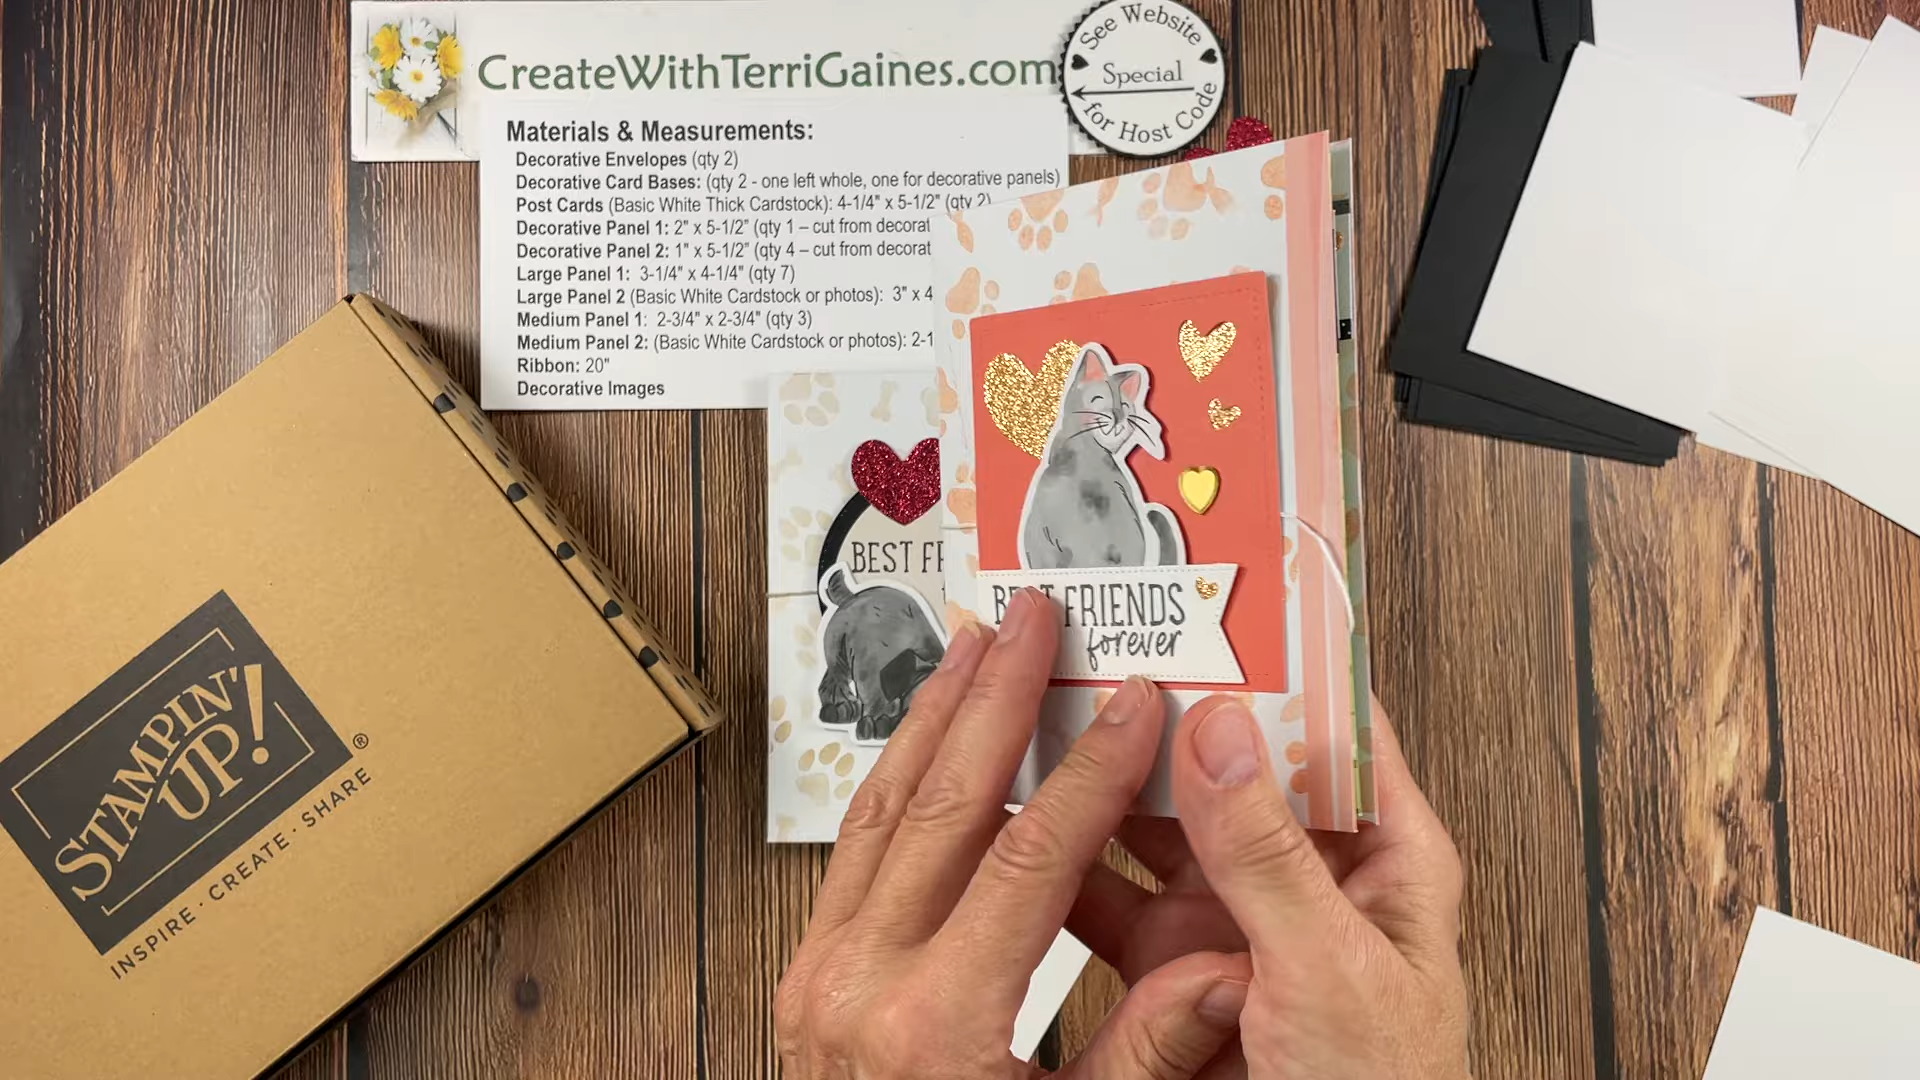 CreateWithTerriGaines.com
See Website
Special
for Host Code
Materials & Measurements:
Decorative Envelopes (qty 2)
Decorative Card Bases: (qty 2 - one left whole, one for decorative panels)
Post Cards (Basic White Thick Cardstock): 4-1/4" x 5-1/2" (qty 2)
Decorative Panel 1: 2" x 5-1/2" (qty 1 – cut from decorat
Decorative Panel 2: 1" x 5-1/2" (qty 4 – cut from decorat
Large Panel 1: 3-1/4" x 4-1/4" (qty 7)
Large Panel 2 (Basic White Cardstock or photos): 3" x 4
Medium Panel 1: 2-3/4" x 2-3/4" (qty 3)
Medium Panel 2: (Basic White Cardstock or photos): 2-1
Ribbon: 20"
Decorative Images
BEST FR
BEST FRIENDS
forever
STAMPIN'
UP!®
INSPIRE · CREATE · SHARE